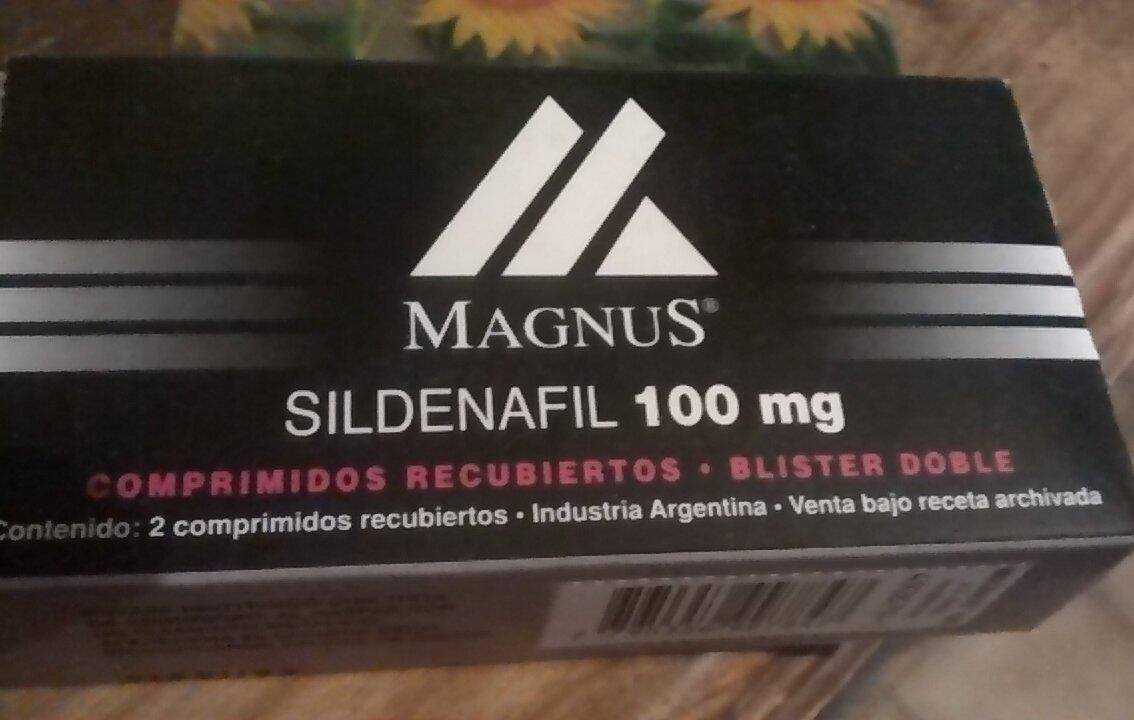 MAGNUS®
SILDENAFIL 100 mg
COMPRIMIDOS RECUBIERTOS • BLISTER DOBLE
Contenido: 2 comprimidos recubiertos • Industria Argentina • Venta bajo receta archivada